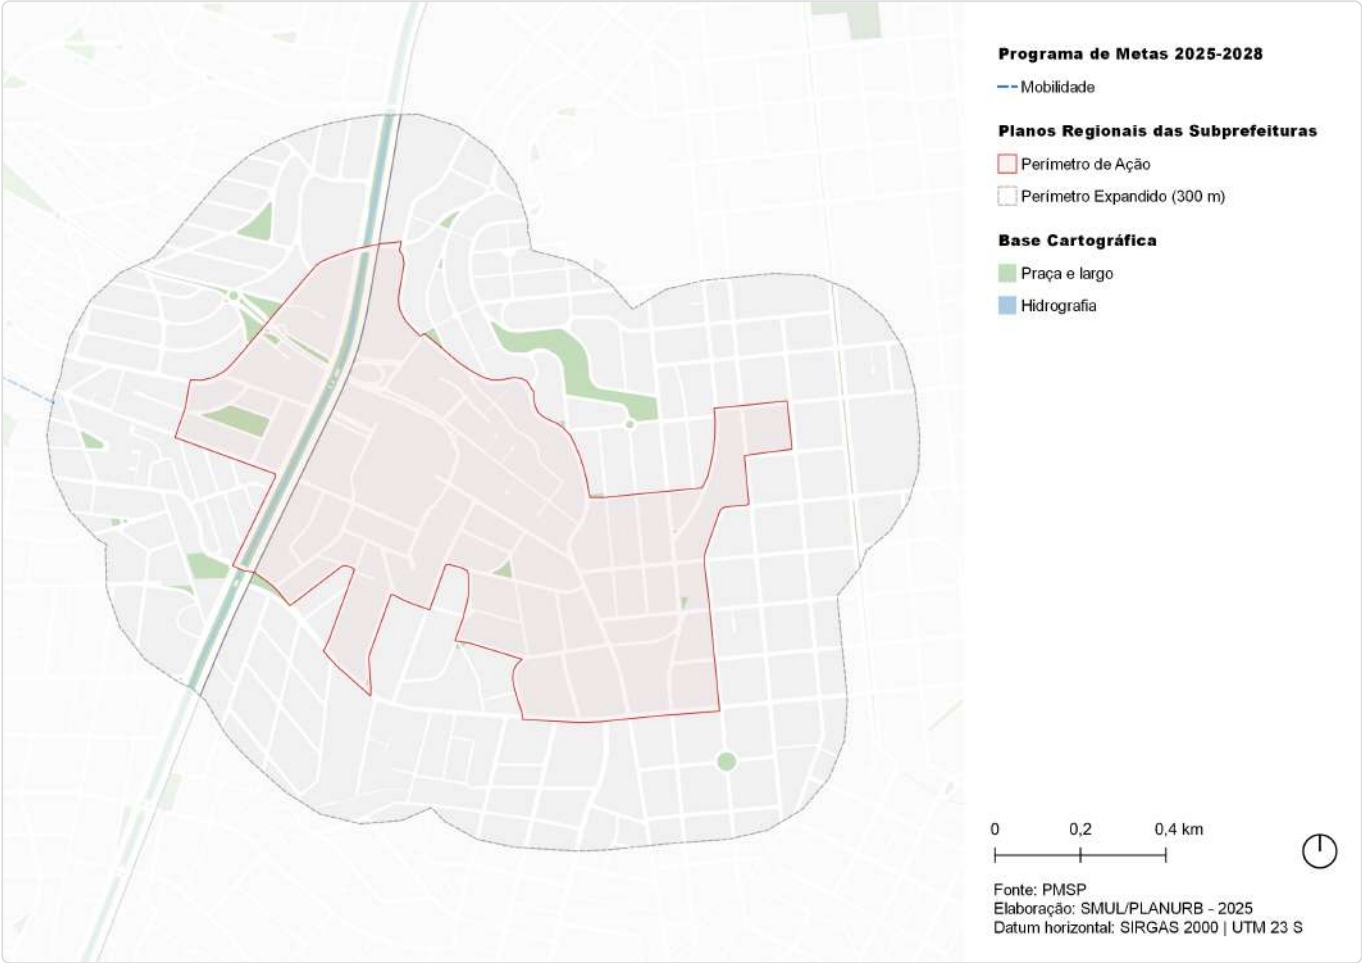 Programa de Metas 2025-2028
Mobilidade
Planos Regionais das Subprefeituras
Perímetro de Ação
Perímetro Expandido (300 m)
Base Cartográfica
Praça e largo
Hidrografia
0 0,2 0,4 km
Fonte: PMSP
Elaboração: SMUL/PLANURB - 2025
Datum horizontal: SIRGAS 2000 | UTM 23 S